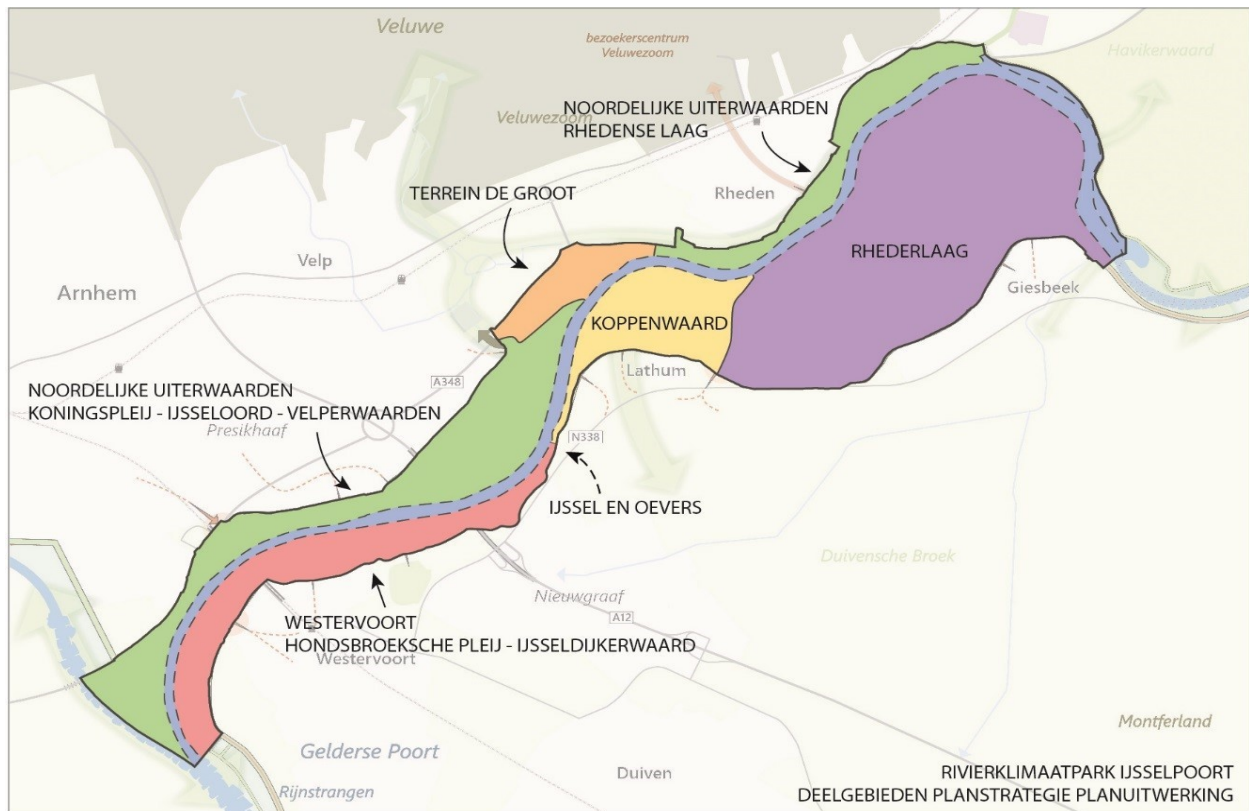 Veluwe
bezoekerscentrum
Veluwezoom
Havikerwaard
NOORDELIJKE UITERWAARDEN
RHEDENSE LAAG
Veluwezoom
TERREIN DE GROOT
Rheden
Velp
RHEDERLAAG
Arnhem
Giesbeek
KOPPENWAARD
Lathum
A348
NOORDELIJKE UITERWAARDEN
KONINGSPLEIJ - IJSSELOORD - VELPERWAARDEN
Presikhaaf
N338
IJSSEL EN OEVERS
Duivensche Broek
Nieuwgraaf
A12
WESTERVOORT
HONDSBROEKSCHE PLEIJ - IJSSELDIJKERWAARD
Westervoort
Montferland
Gelderse Poort
Duiven
Rijnstrangen
RIVIERKLIMAATPARK IJSSELPOORT
DEELGEBIEDEN PLANSTRATEGIE PLANUITWERKING